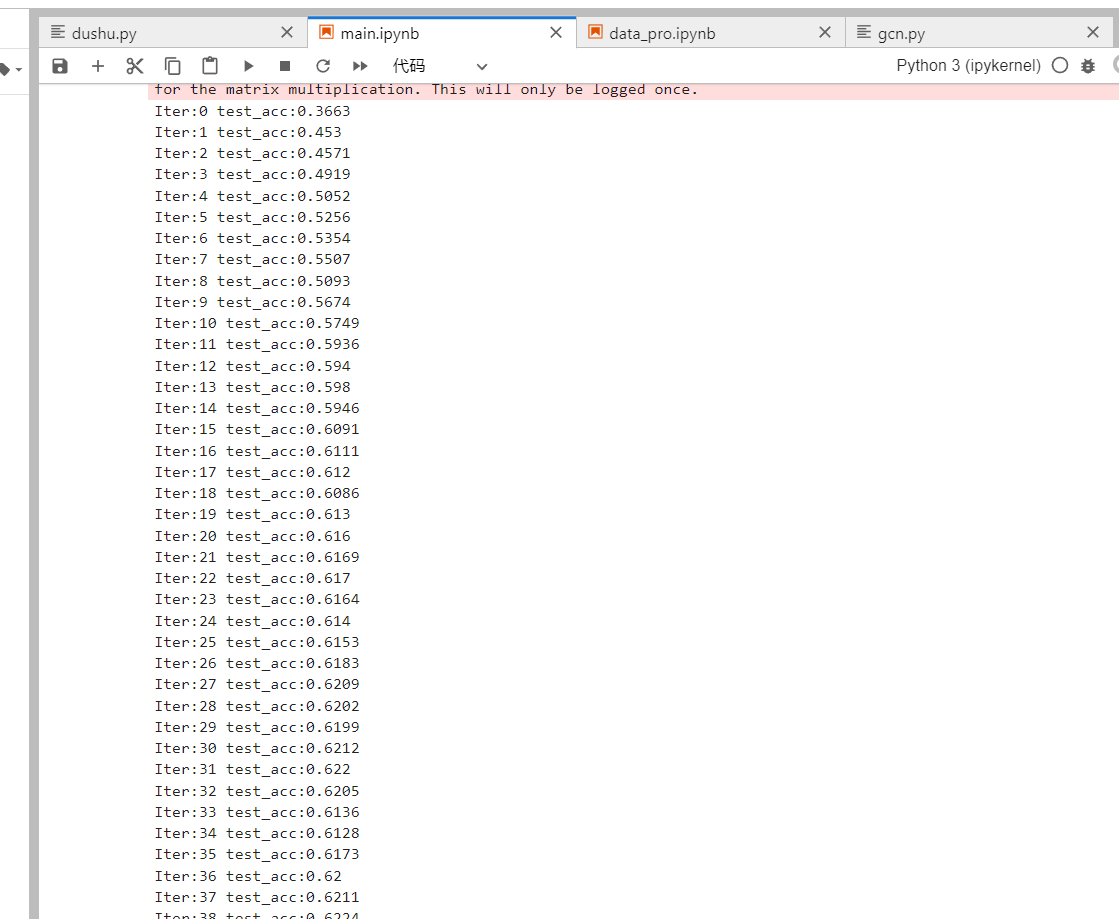 dushu.py
main.ipynb
data_pro.ipynb
gcn.py
代码
Python 3 (ipykernel)
for the matrix multiplication. This will only be logged once.
Iter:0 test_acc:0.3663
Iter:1 test_acc:0.453
Iter:2 test_acc:0.4571
Iter:3 test_acc:0.4919
Iter:4 test_acc:0.5052
Iter:5 test_acc:0.5256
Iter:6 test_acc:0.5354
Iter:7 test_acc:0.5507
Iter:8 test_acc:0.5093
Iter:9 test_acc:0.5674
Iter:10 test_acc:0.5749
Iter:11 test_acc:0.5936
Iter:12 test_acc:0.594
Iter:13 test_acc:0.598
Iter:14 test_acc:0.5946
Iter:15 test_acc:0.6091
Iter:16 test_acc:0.6111
Iter:17 test_acc:0.612
Iter:18 test_acc:0.6086
Iter:19 test_acc:0.613
Iter:20 test_acc:0.616
Iter:21 test_acc:0.6169
Iter:22 test_acc:0.617
Iter:23 test_acc:0.6164
Iter:24 test_acc:0.614
Iter:25 test_acc:0.6153
Iter:26 test_acc:0.6183
Iter:27 test_acc:0.6209
Iter:28 test_acc:0.6202
Iter:29 test_acc:0.6199
Iter:30 test_acc:0.6212
Iter:31 test_acc:0.622
Iter:32 test_acc:0.6205
Iter:33 test_acc:0.6136
Iter:34 test_acc:0.6128
Iter:35 test_acc:0.6173
Iter:36 test_acc:0.62
Iter:37 test_acc:0.6211
Iter:38 test_acc:0.6224